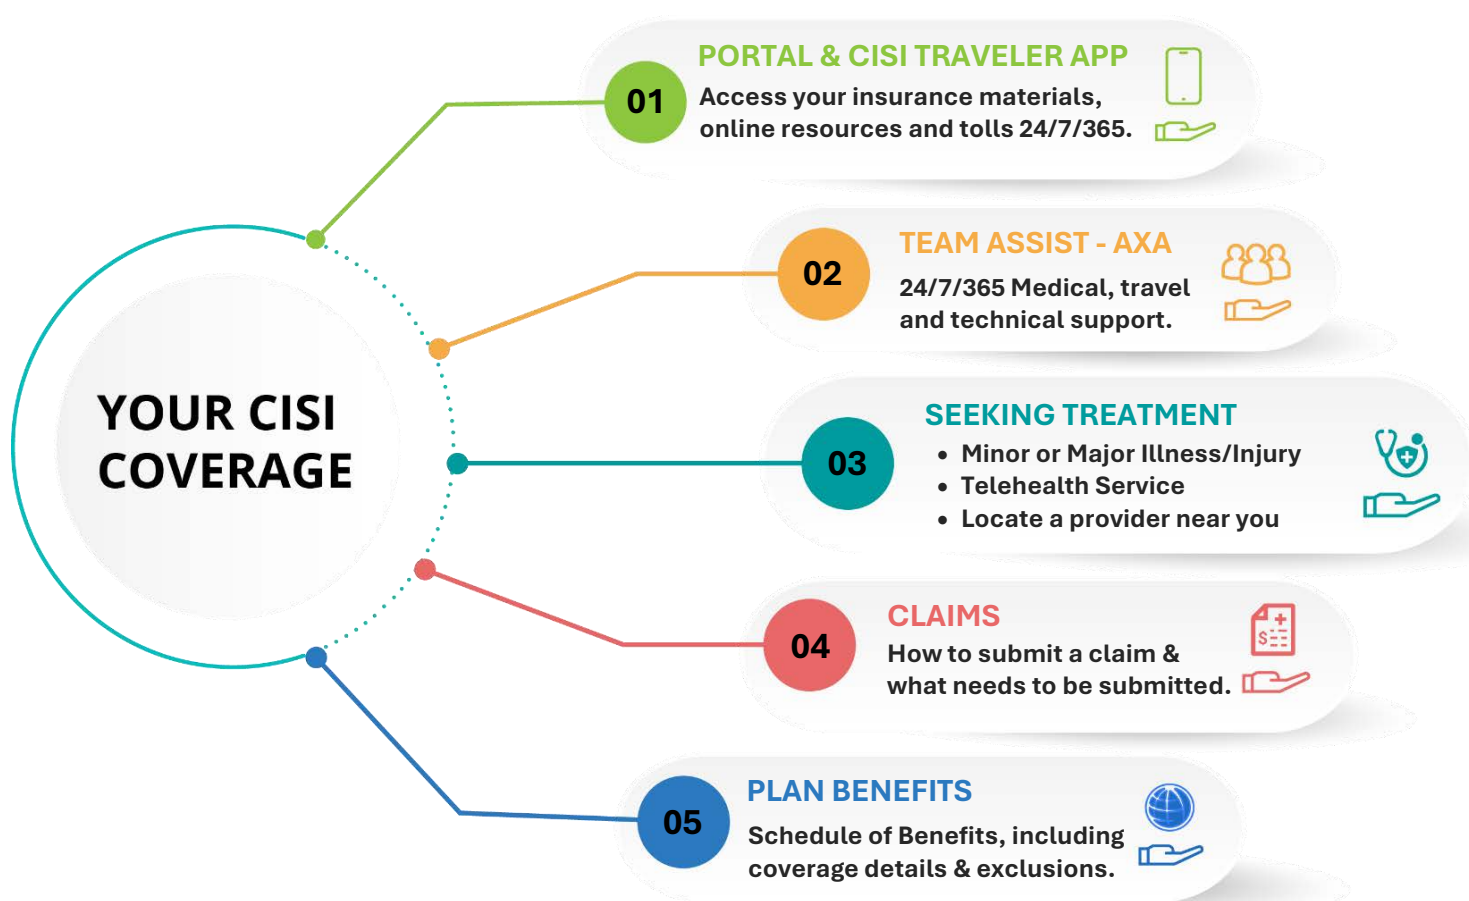 YOUR CISI
COVERAGE
01
PORTAL & CISI TRAVELER APP
Access your insurance materials,
online resources and tolls 24/7/365.
02
TEAM ASSIST - AXA
24/7/365 Medical, travel
and technical support.
03
SEEKING TREATMENT
• Minor or Major Illness/Injury
• Telehealth Service
• Locate a provider near you
04
CLAIMS
How to submit a claim &
what needs to be submitted.
05
PLAN BENEFITS
Schedule of Benefits, including
coverage details & exclusions.